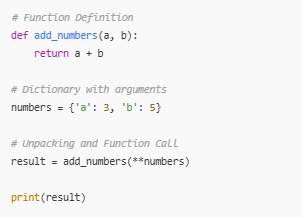 # Function Definition
def add_numbers(a, b):
    return a + b

# Dictionary with arguments
numbers = {'a': 3, 'b': 5}

# Unpacking and Function Call
result = add_numbers(**numbers)

print(result)